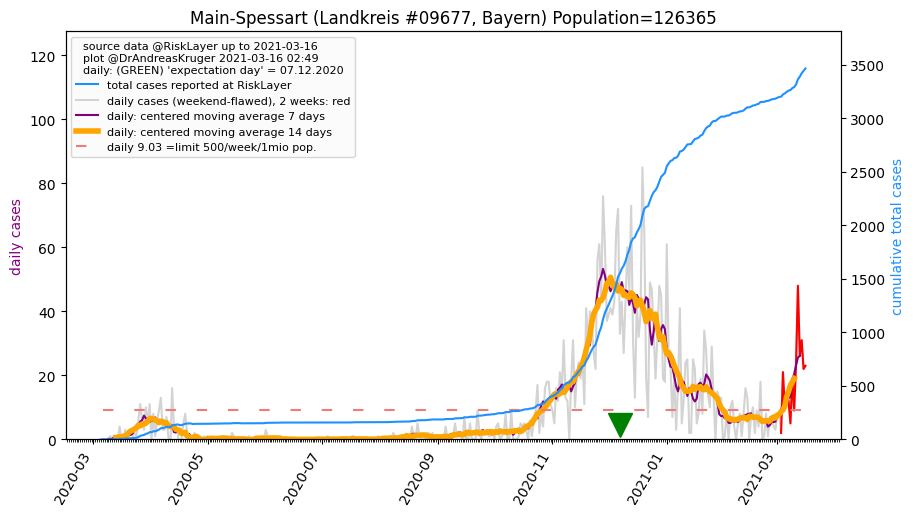 Main-Spessart (Landkreis #09677, Bayern) Population=126365
source data @RiskLayer up to 2021-03-16
plot @DrAndreasKruger 2021-03-16 02:49
daily: (GREEN) 'expectation day' = 07.12.2020
total cases reported at RiskLayer
daily cases (weekend-flawed), 2 weeks: red
daily: centered moving average 7 days
daily: centered moving average 14 days
daily 9.03 =limit 500/week/1mio pop.
daily cases
120
100
80
60
40
20
0
cumulative total cases
3500
3000
2500
2000
1500
1000
500
0
2020-03
2020-05
2020-07
2020-09
2020-11
2021-01
2021-03